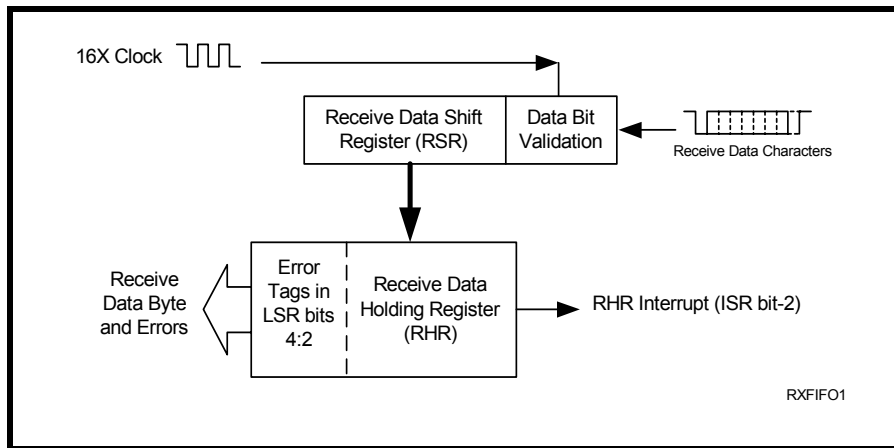 16X Clock
Receive Data Shift
Register (RSR)
Data Bit
Validation
Receive Data Characters
Receive
Data Byte
and Errors
Error
Tags in
LSR bits
4:2
Receive Data
Holding Register
(RHR)
RHR Interrupt (ISR bit-2)
RXFIFO1